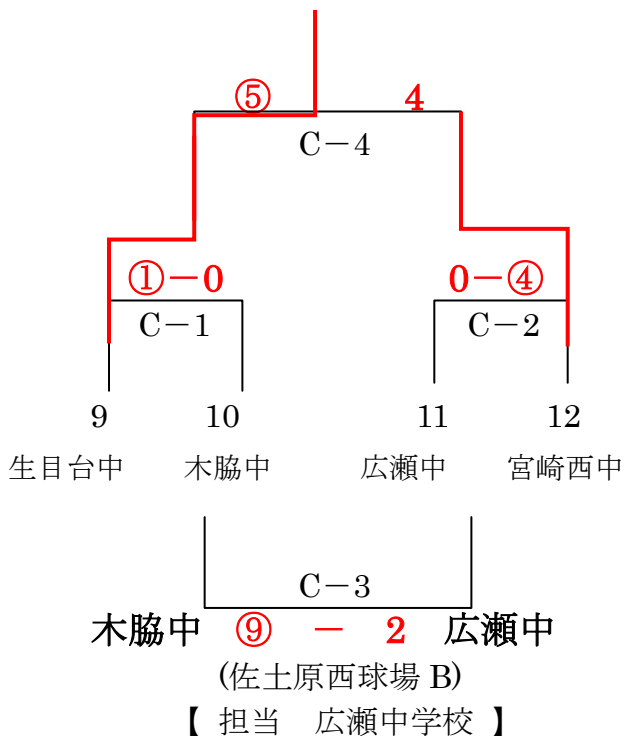 ⑤ 4
C－4
①－0 0－④
C－1 C－2
9 10 11 12
生目台中 木脇中 広瀬中 宮崎西中
C－3
木脇中 ⑨ － 2 広瀬中
(佐土原西球場 B)
【 担当 広瀬中学校 】